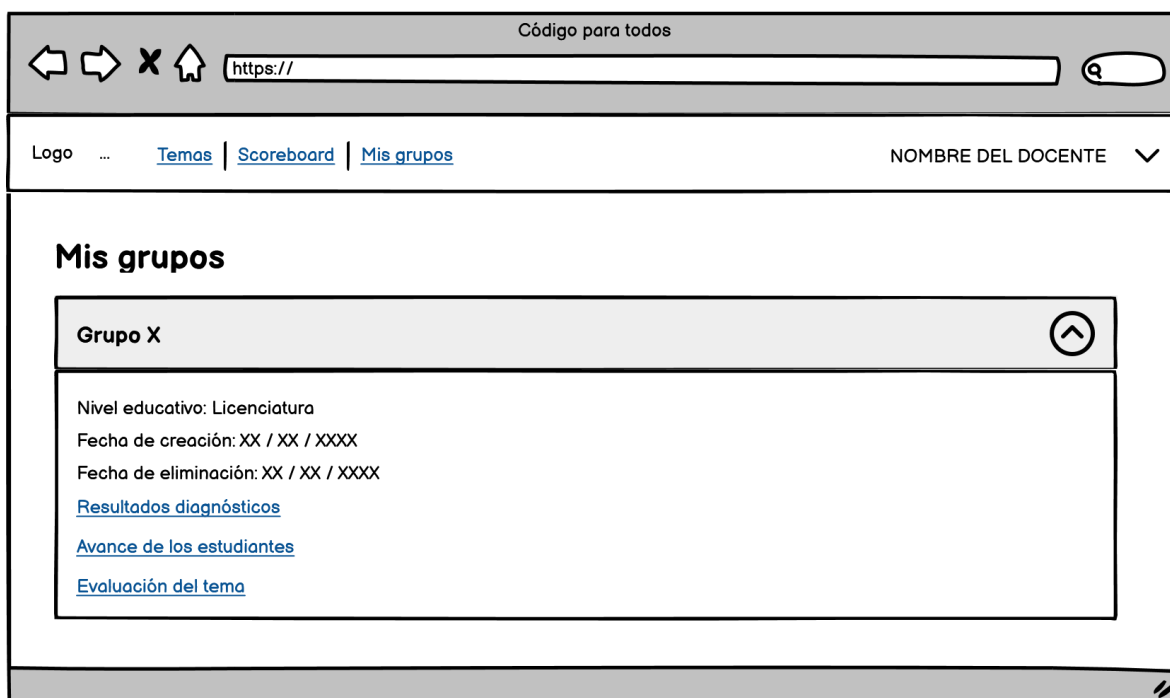 Código para todos
https://
Logo ... Temas Scoreboard Mis grupos NOMBRE DEL DOCENTE
Mis grupos
Grupo X
Nivel educativo: Licenciatura
Fecha de creación: XX / XX / XXXX
Fecha de eliminación: XX / XX / XXXX
Resultados diagnósticos
Avance de los estudiantes
Evaluación del tema